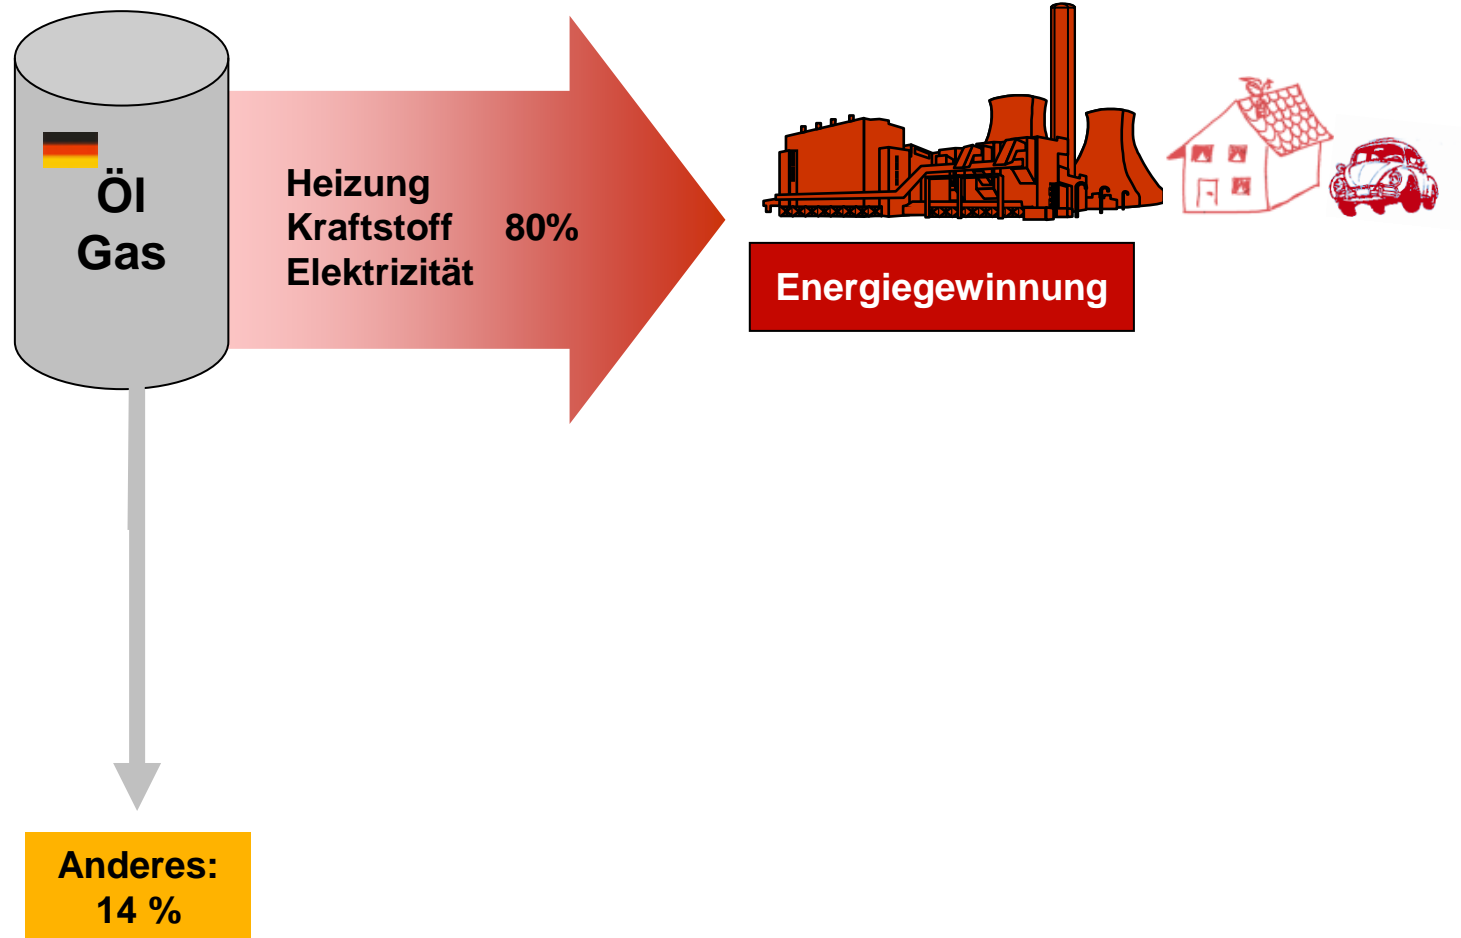 Öl
Gas
Heizung
Kraftstoff 80%
Elektrizität
Energiegewinnung
Anderes:
14 %